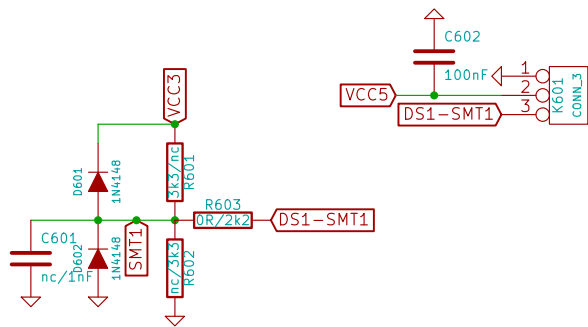 C602
100nF
VCC5
1
2
3
K601
CONN_3
DS1-SMT1
VCC3
D601
1N4148
3k3/nc
R601
R603
0R/2k2
DS1-SMT1
C601
nc/1nF
D602
1N4148
SMT1
nc/3k3
R602